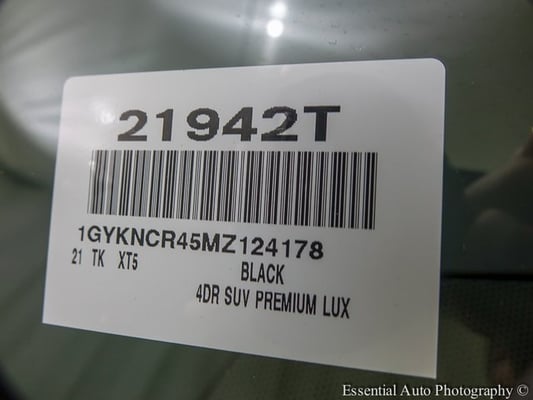 21942T
1GYKNCR45MZ124178
21 TK XT5
BLACK
4DR SUV PREMIUM LUX
Essential Auto Photography ©